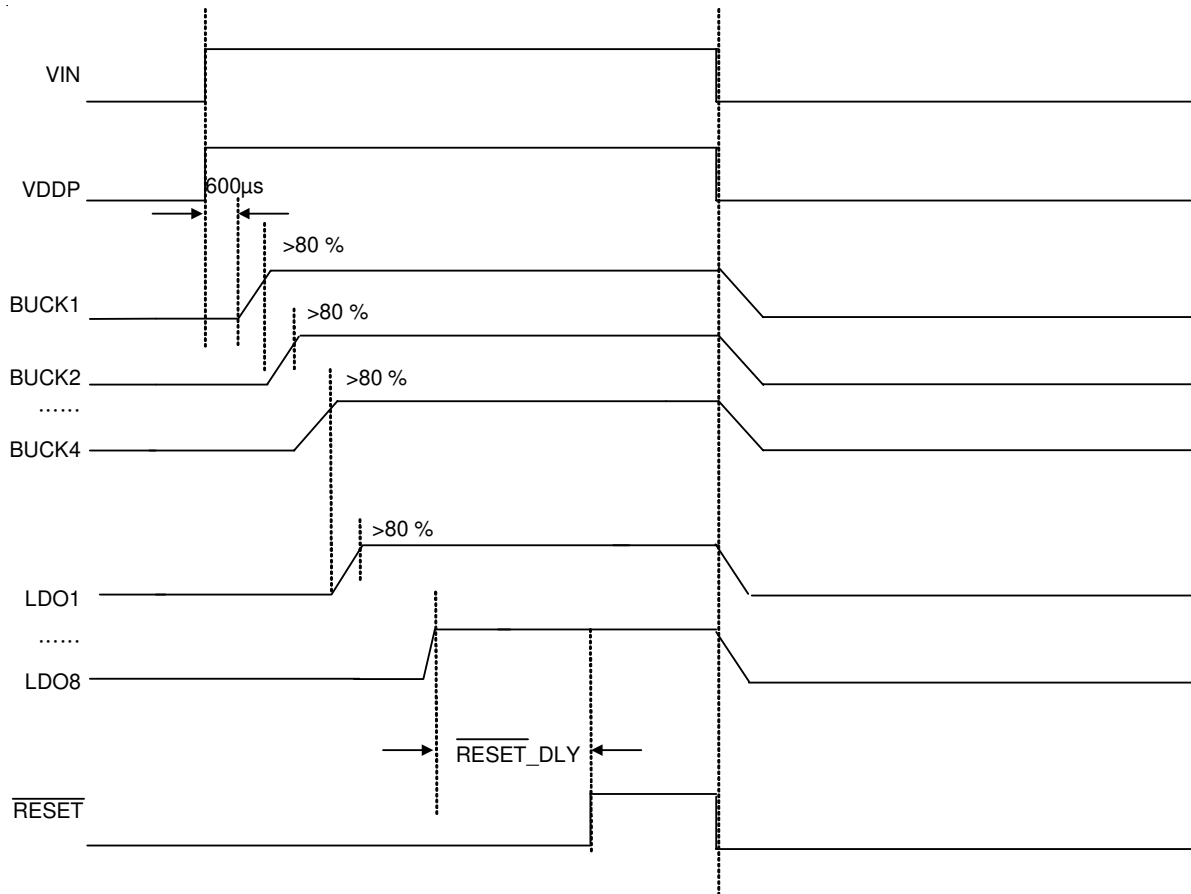 VIN
VDDP
600µs
>80 %
BUCK1
>80 %
BUCK2
>80 %
......
BUCK4
>80 %
LDO1
......
LDO8
RESET_DLY
RESET